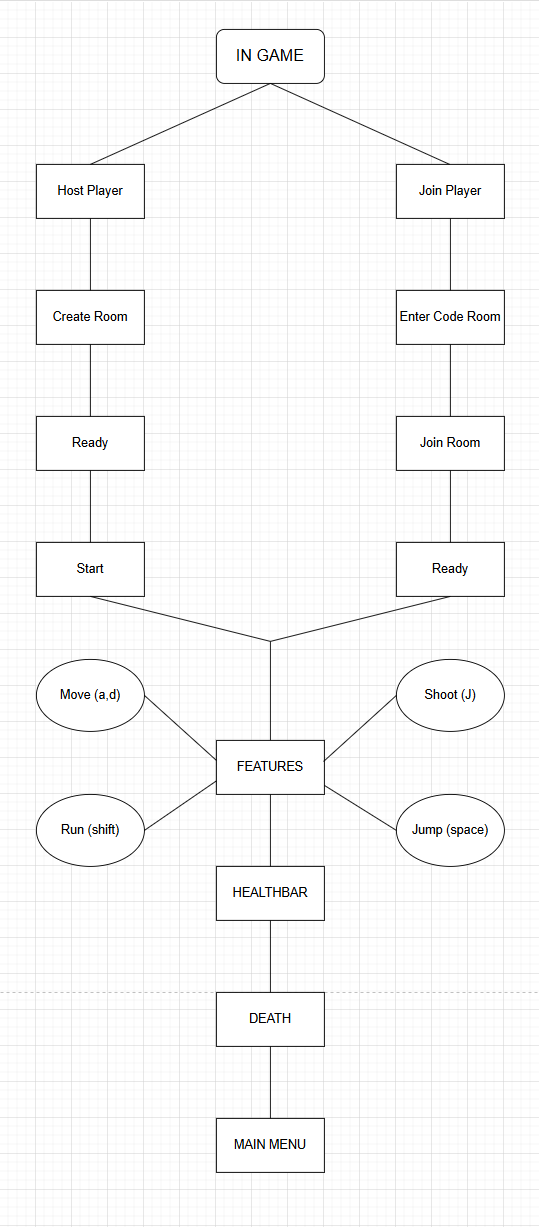 IN GAME
Host Player
Join Player
Create Room
Enter Code Room
Ready
Join Room
Start
Ready
Move (a,d)
Shoot (J)
FEATURES
Run (shift)
Jump (space)
HEALTHBAR
DEATH
MAIN MENU